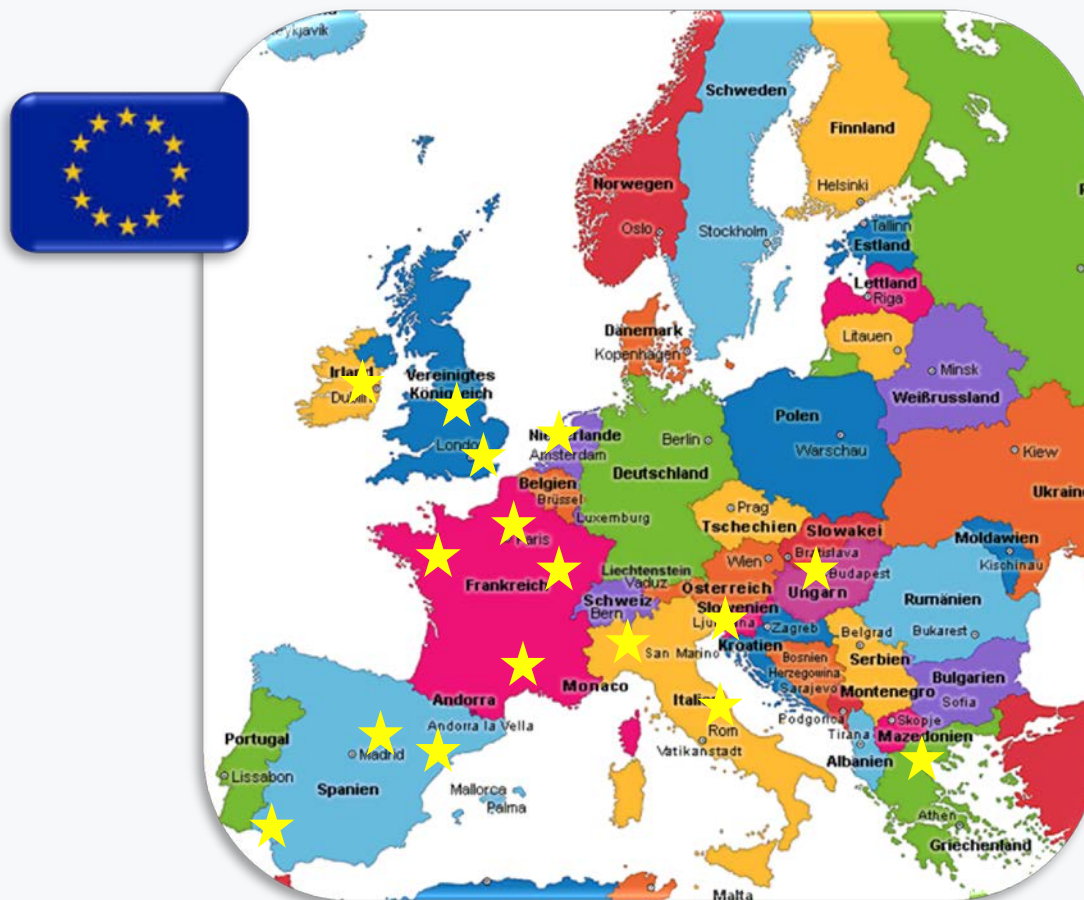 Reykjavik
Schweden
Finnland
Norwegen
Helsinki
Oslo
Stockholm
Tallinn
Estland
Lettland
Riga
Dänemark
Kopenhagen
Litauen
Minsk
Weißrussland
Irland
Dublin
Vereinigtes
Königreich
London
Niederlande
Amsterdam
Berlin
Deutschland
Polen
Warschau
Kiew
Ukraine
Belgien
Brüssel
Luxemburg
Prag
Tschechien
Slowakei
Bratislava
Moldawien
Kischinau
Paris
Frankreich
Liechtenstein
Vaduz
Wien
Österreich
Budapest
Ungarn
Schweiz
Bern
Slowenien
Ljubljana
Zagreb
Kroatien
Rumänien
Bukarest
Belgrad
Serbien
San Marino
Bosnien
Herzegowina
Sarajevo
Montenegro
Bulgarien
Sofia
Monaco
Andorra
Andorra la Vella
Italien
Rom
Vatikanstadt
Podgorica
Skopje
Tirana
Mazedonien
Albanien
Portugal
Lissabon
Madrid
Spanien
Mallorca
Palma
Athen
Griechenland
Malta